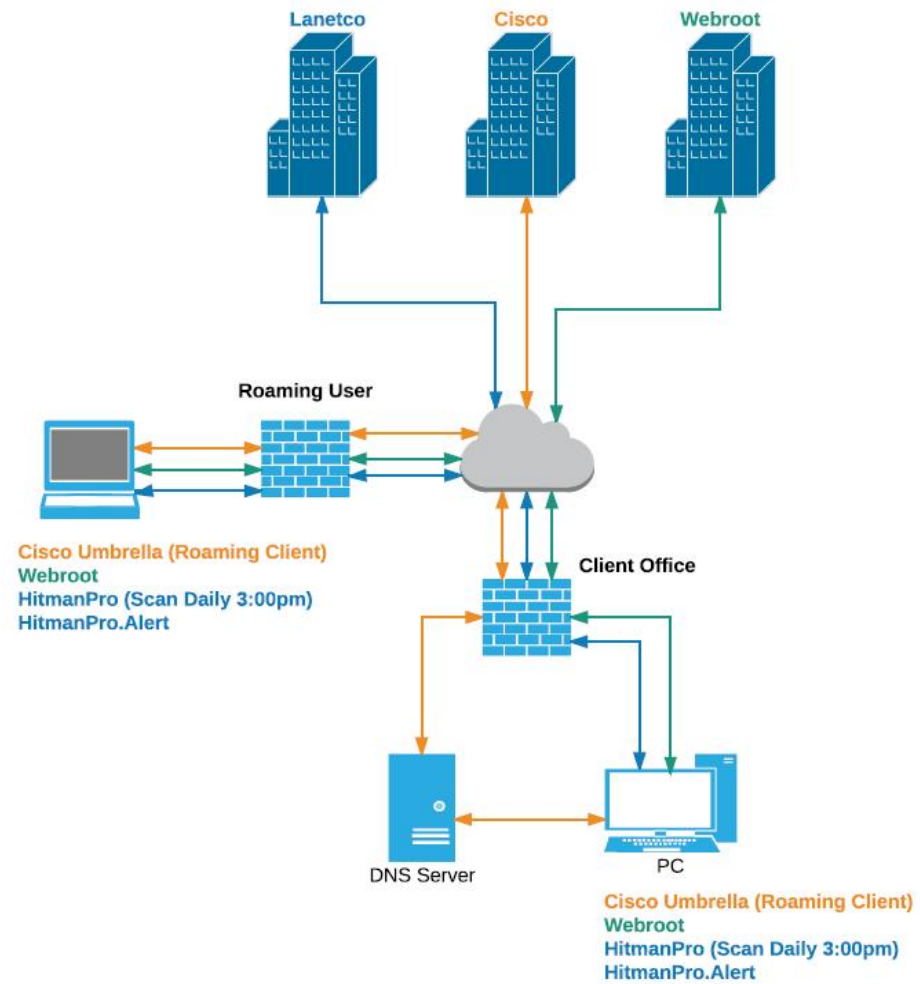 Lanetco
Cisco
Webroot
Roaming User
Cisco Umbrella (Roaming Client)
Webroot
HitmanPro (Scan Daily 3:00pm)
HitmanPro.Alert
Client Office
DNS Server
PC
Cisco Umbrella (Roaming Client)
Webroot
HitmanPro (Scan Daily 3:00pm)
HitmanPro.Alert